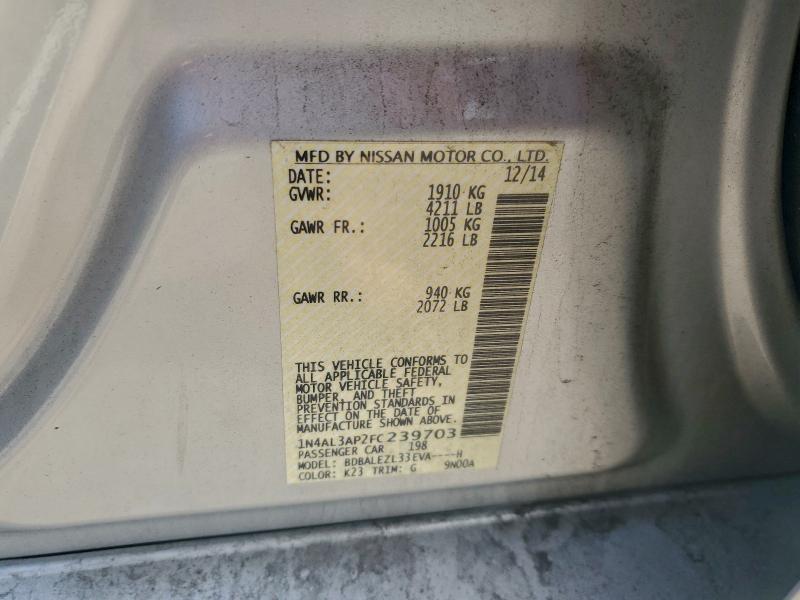 MFD BY NISSAN MOTOR CO., LTD.
DATE: 12/14
GVWR: 1910 KG
4211 LB
GAWR FR.: 1005 KG
2216 LB
GAWR RR.: 940 KG
2072 LB
THIS VEHICLE CONFORMS TO
ALL APPLICABLE FEDERAL
MOTOR VEHICLE SAFETY,
BUMPER, AND THEFT
PREVENTION STANDARDS IN
EFFECT ON THE DATE OF
MANUFACTURE SHOWN ABOVE.
1N4AL3AP2FC239703
PASSENGER CAR 198
MODEL: BDBALEZL33EVA----H
COLOR: K23 TRIM: G 9N00A